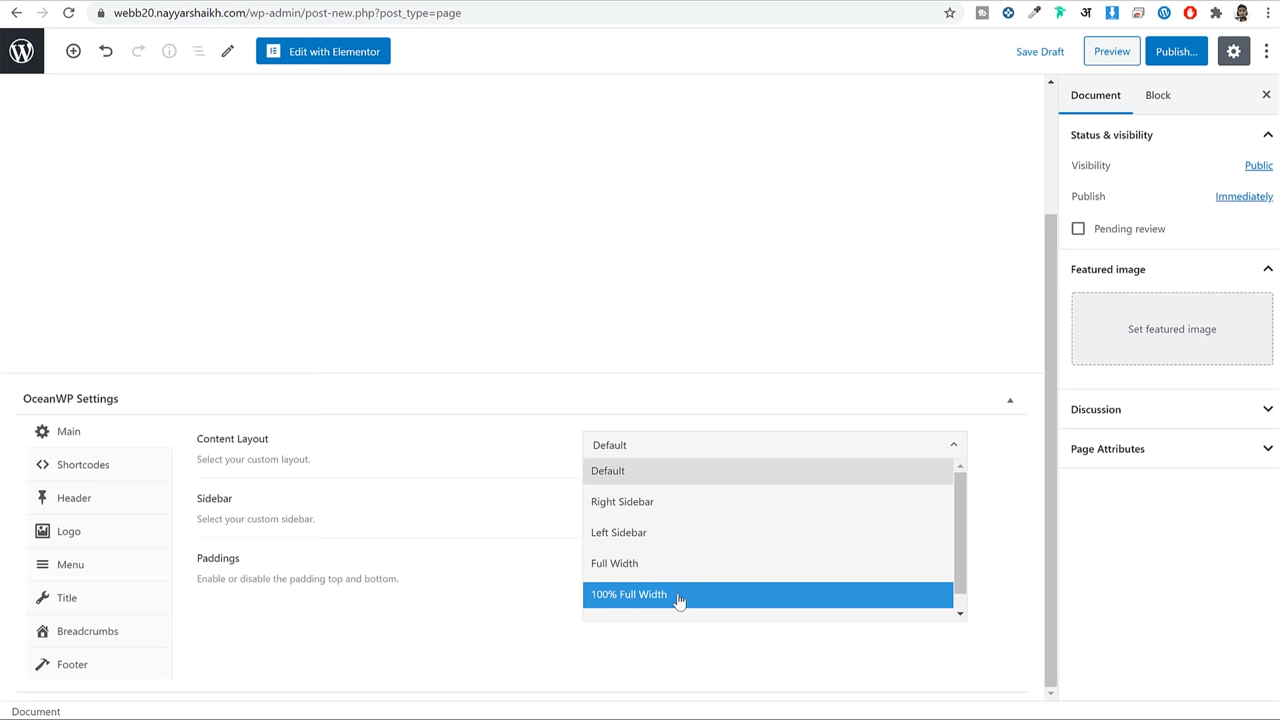 webb20.nayyarshaikh.com/wp-admin/post-new.php?post_type=page
Edit with Elementor
Save Draft
Preview
Publish...
Document
Block
Status & visibility
Visibility
Public
Publish
Immediately
Pending review
Featured image
Set featured image
Discussion
Page Attributes
OceanWP Settings
Main
Shortcodes
Header
Logo
Menu
Title
Breadcrumbs
Footer
Content Layout
Select your custom layout.
Sidebar
Select your custom sidebar.
Paddings
Enable or disable the padding top and bottom.
Default
Default
Right Sidebar
Left Sidebar
Full Width
100% Full Width
Document